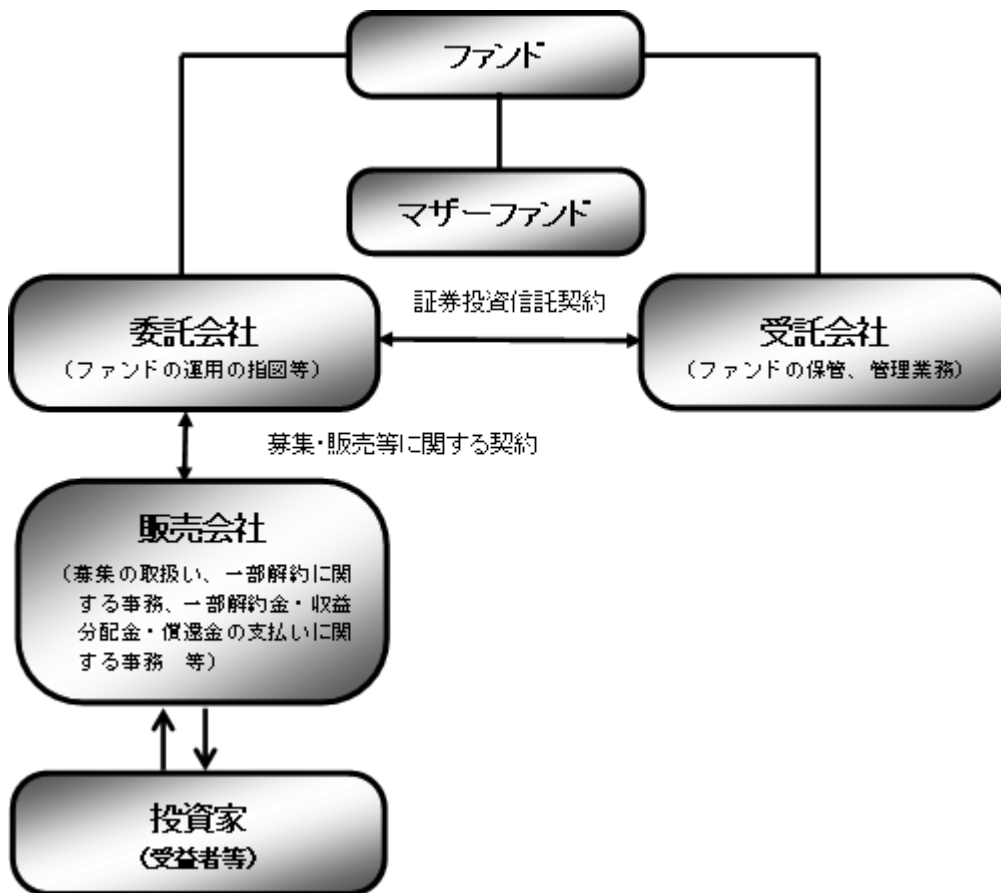 ファンド
マザーファンド
証券投資信託契約
委託会社
（ファンドの運用の指図等）
受託会社
（ファンドの保管、管理業務）
募集・販売等に関する契約
販売会社
（募集の取扱い、一部解約に関
する事務、一部解約金・収益
分配金・償還金の支払いに関
する事務　等）
投資家
（受益者等）